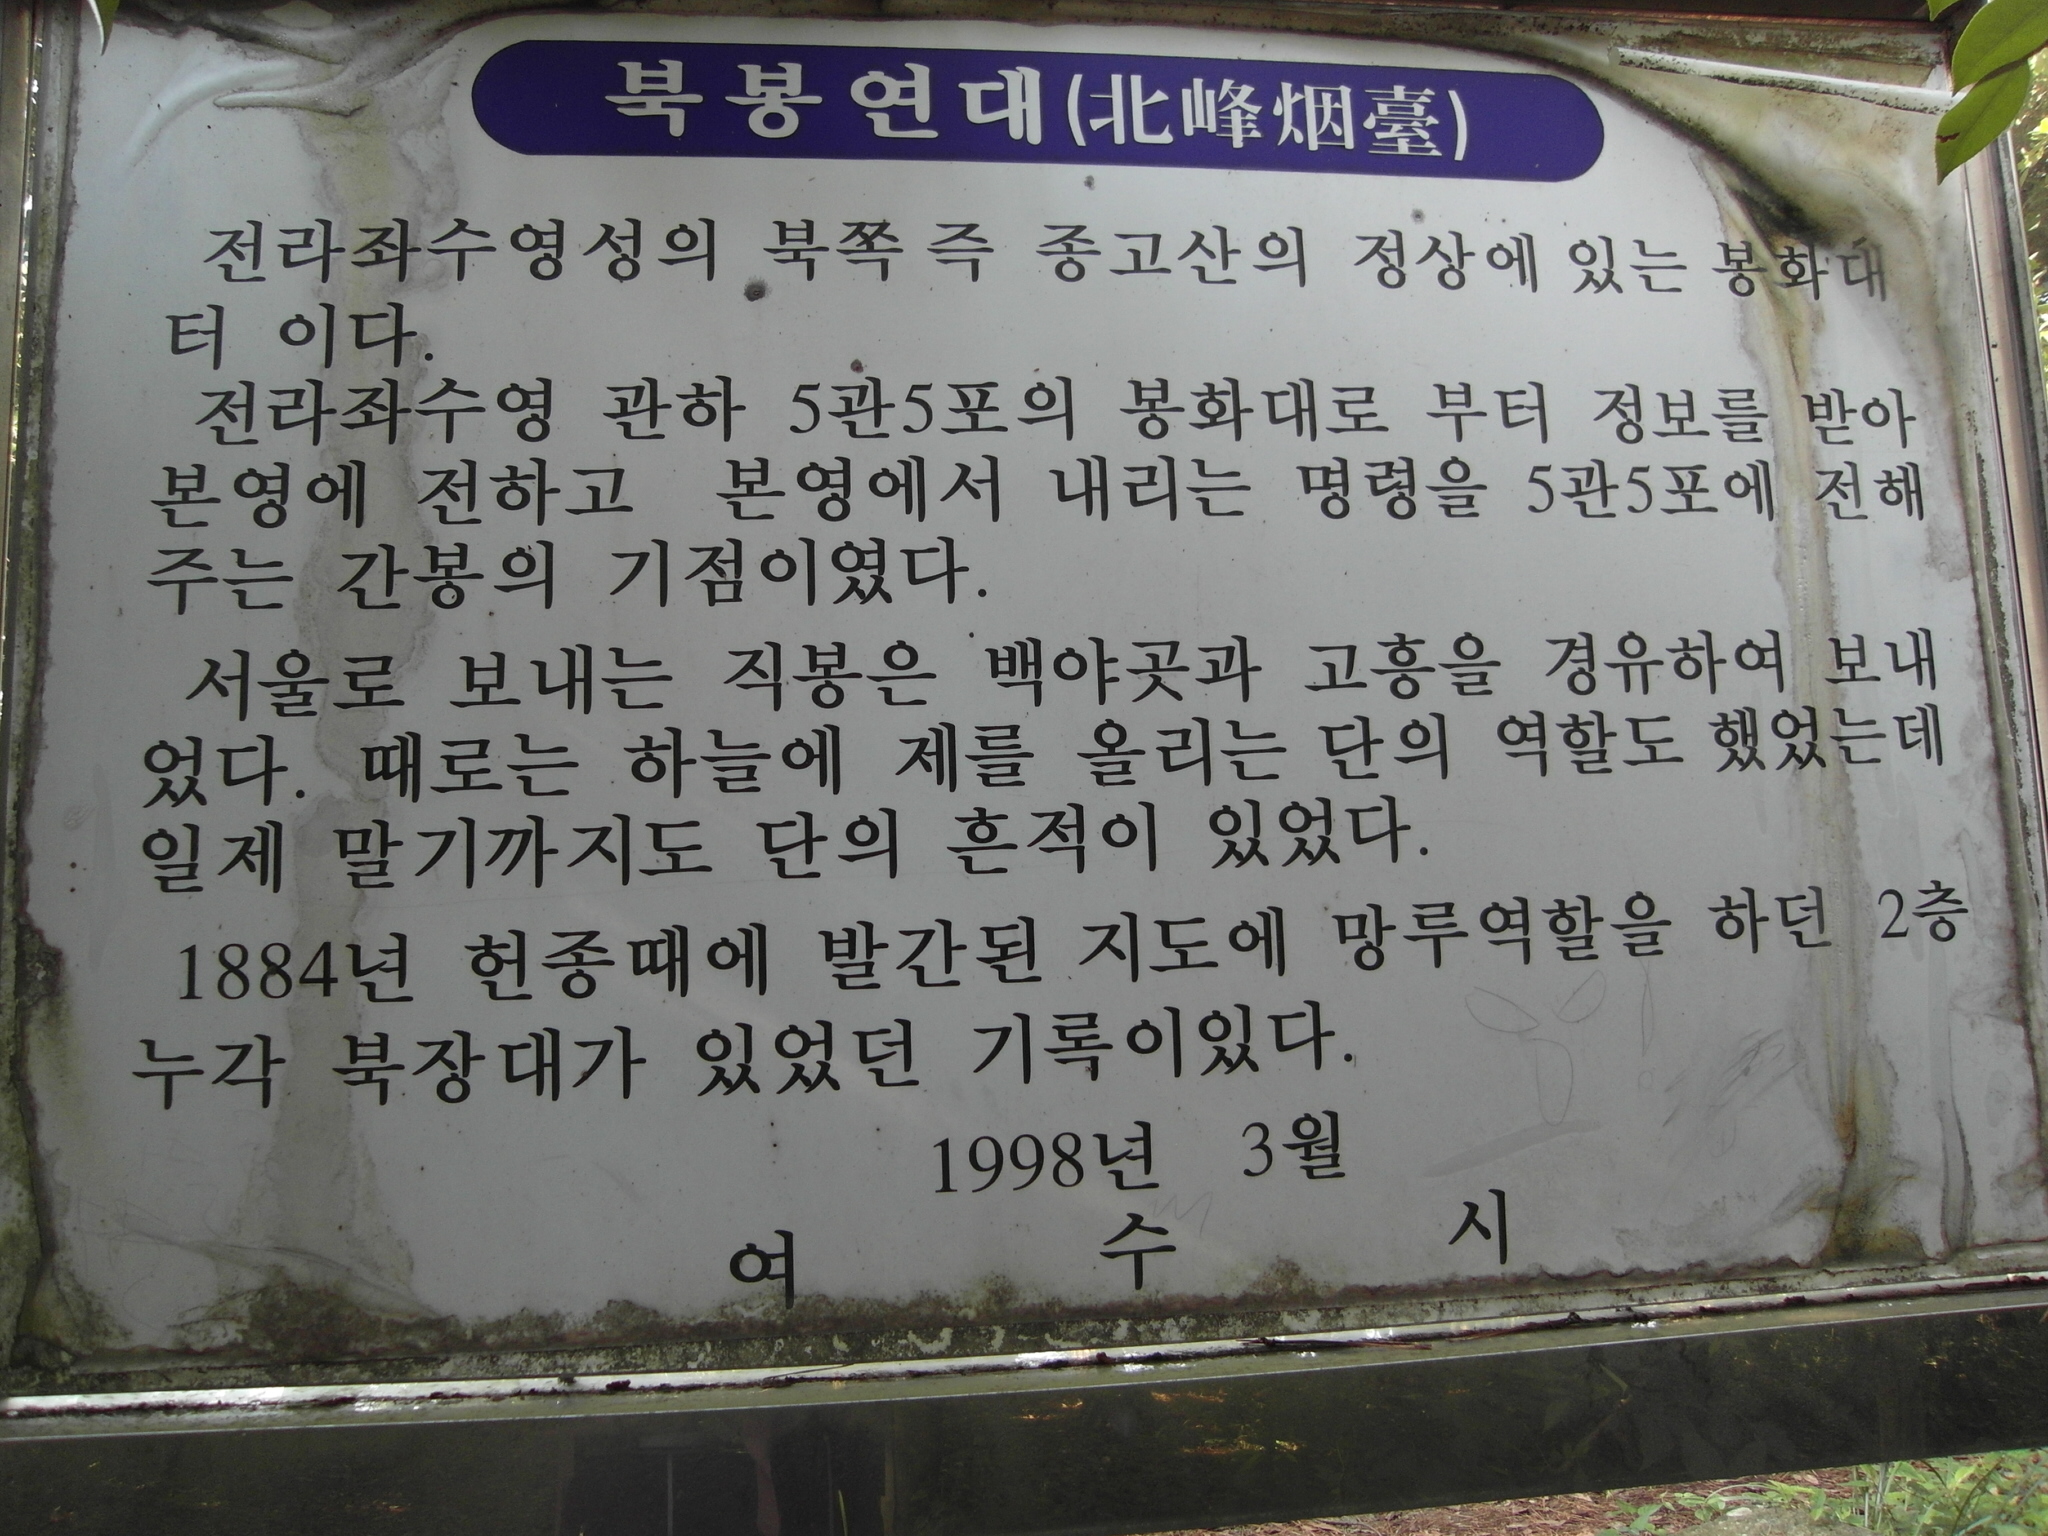 북봉연대(北峰烟臺)
전라좌수영성의 북쪽 즉 종고산의 정상에 있는 봉화대
터 이다.
전라좌수영 관하 5관5포의 봉화대로 부터 정보를 받아
본영에 전하고 본영에서 내리는 명령을 5관5포에 전해
주는 간봉의 기점이였다.
서울로 보내는 직봉은 백야곳과 고흥을 경유하여 보내
었다. 때로는 하늘에 제를 올리는 단의 역할도 했었는데
일제 말기까지도 단의 흔적이 있었다.
1884년 헌종때에 발간된 지도에 망루역할을 하던 2층
누각 북장대가 있었던 기록이있다.
1998년 3월
여 수 시